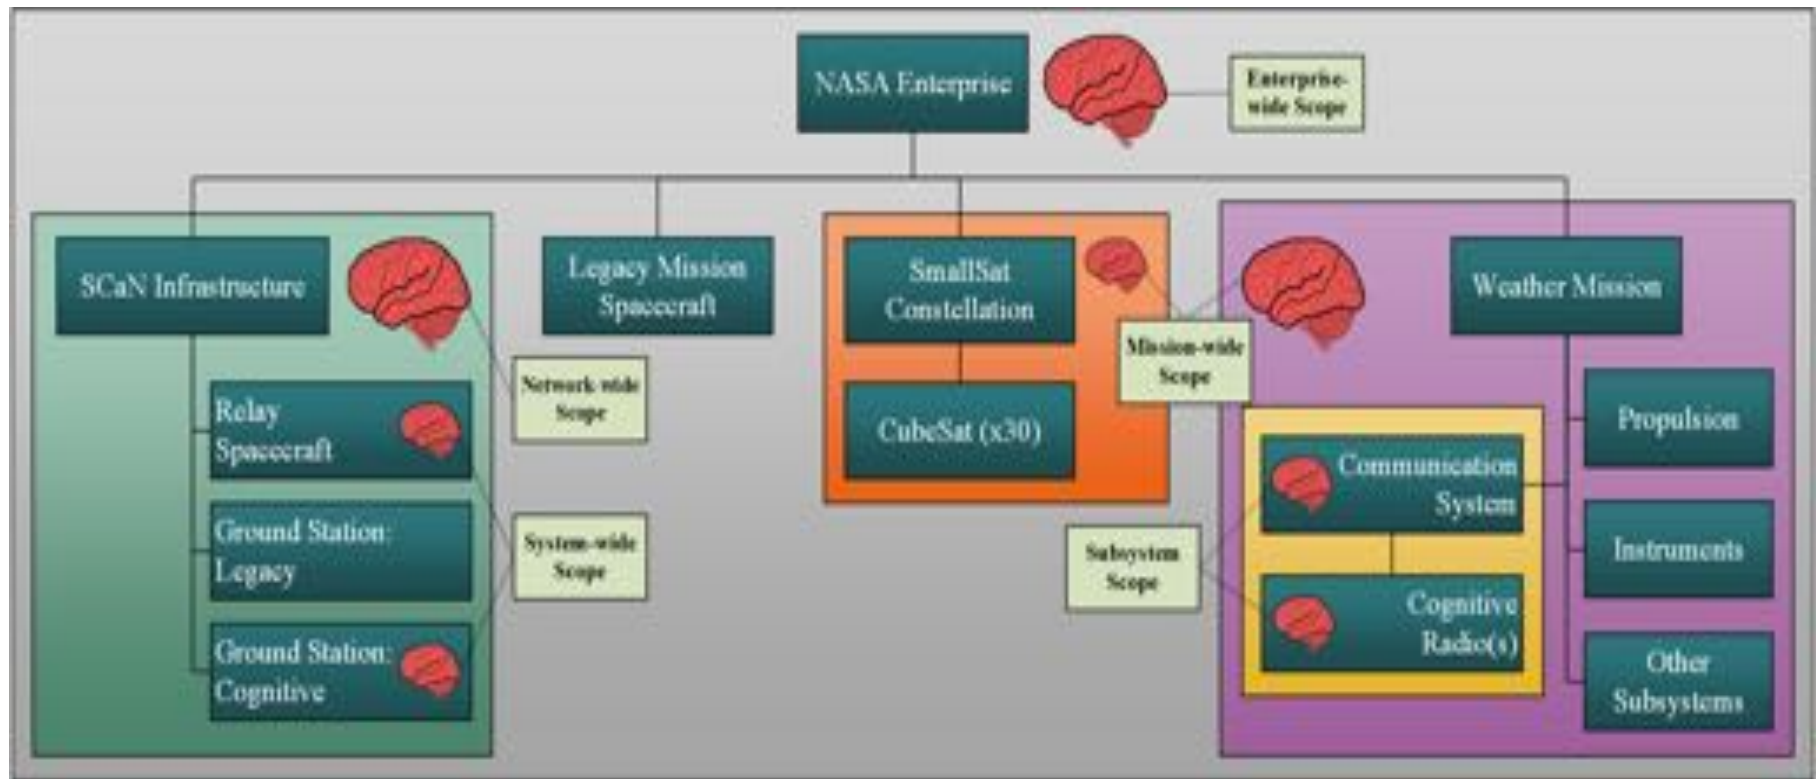 NASA Enterprise
Enterprise-
wide Scope
SCaN Infrastructure
Legacy Mission
Spacecraft
SmallSat
Constellation
Weather Mission
Mission-wide
Scope
Network wide
Scope
Relay
Spacecraft
CubeSat (x30)
Propulsion
Communication
System
Ground Station:
Legacy
System-wide
Scope
Subsystem
Scope
Instruments
Cognitive
Radio(s)
Ground Station:
Cognitive
Other
Subsystems